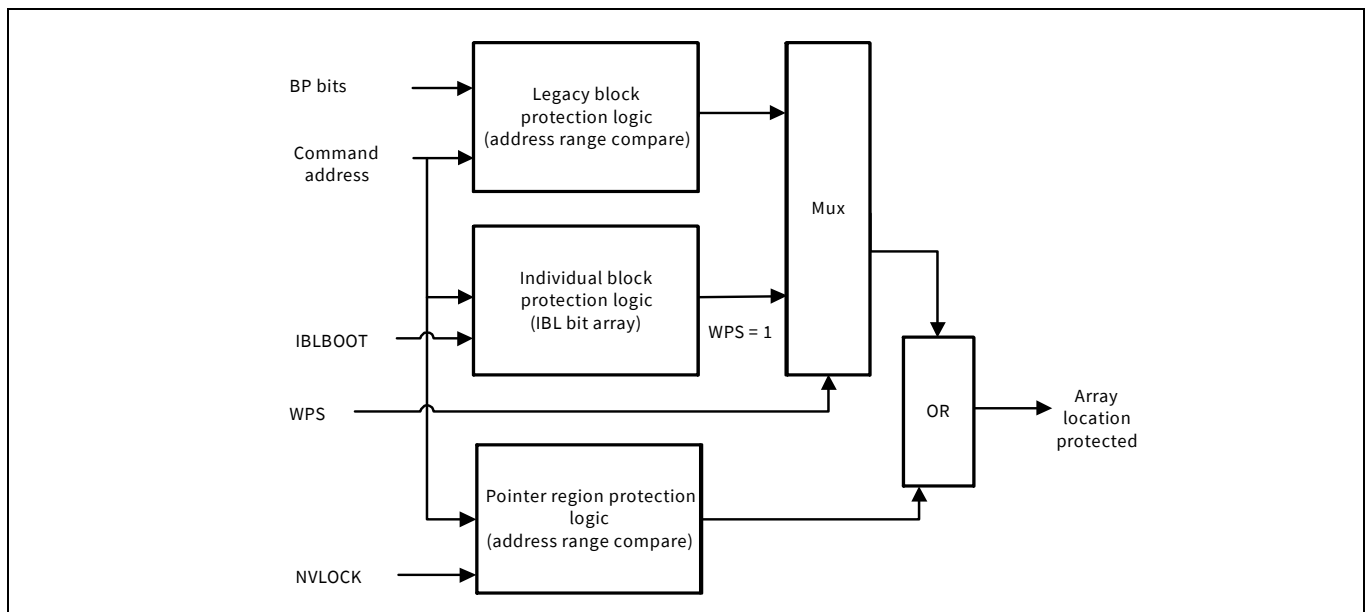 BP bits
Command
address
Legacy block
protection logic
(address range compare)
Mux
Individual block
protection logic
(IBL bit array)
IBLBOOT
WPS = 1
WPS
OR
Array
location
protected
Pointer region protection
logic
(address range compare)
NVLOCK